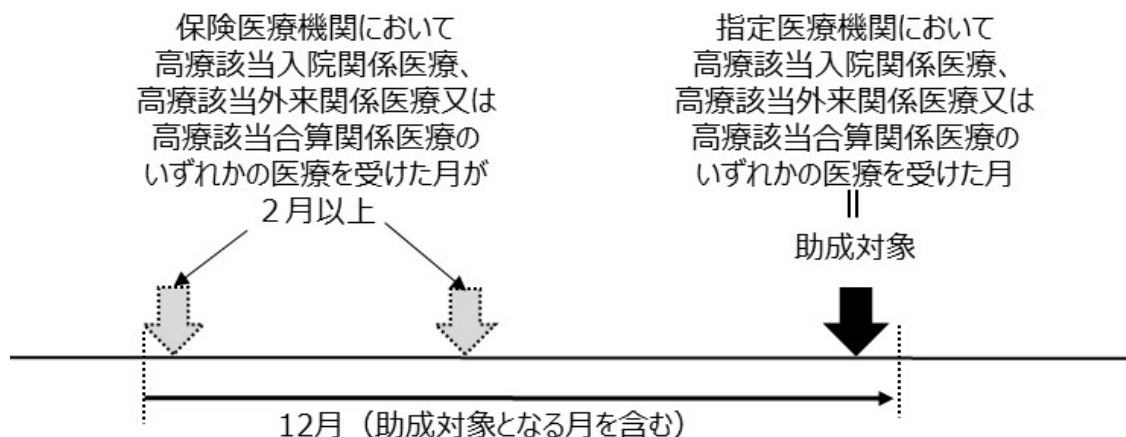 保険医療機関において
高療該当入院関係医療、
高療該当外来関係医療又は
高療該当合算関係医療の
いずれかの医療を受けた月が
２月以上
指定医療機関において
高療該当入院関係医療、
高療該当外来関係医療又は
高療該当合算関係医療の
いずれかの医療を受けた月
=
助成対象
12月（助成対象となる月を含む）